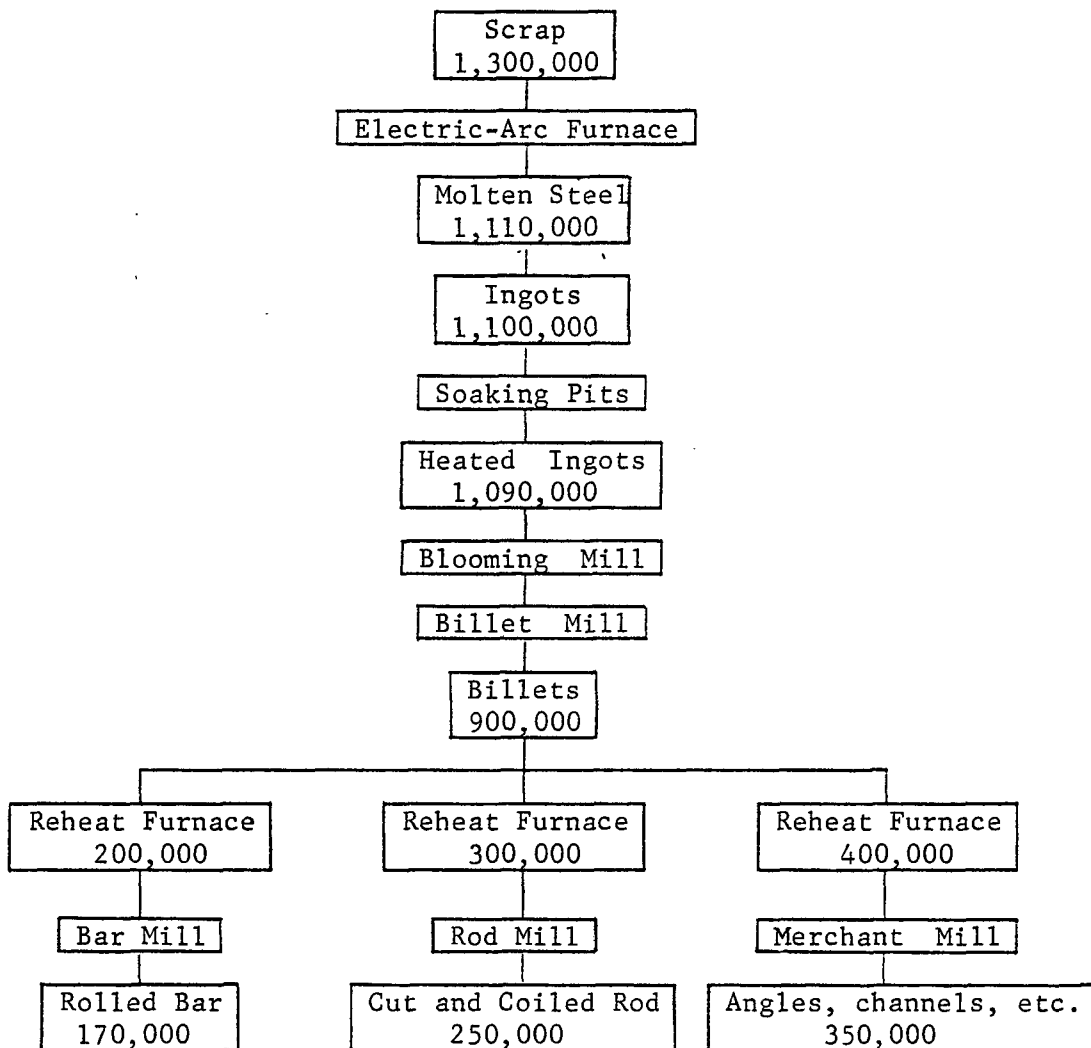 Scrap
1,300,000
Electric-Arc Furnace
Molten Steel
1,110,000
Ingots
1,100,000
Soaking Pits
Heated Ingots
1,090,000
Blooming Mill
Billet Mill
Billets
900,000
Reheat Furnace
200,000
Reheat Furnace
300,000
Reheat Furnace
400,000
Bar Mill
Rod Mill
Merchant Mill
Rolled Bar
170,000
Cut and Coiled Rod
250,000
Angles, channels, etc.
350,000